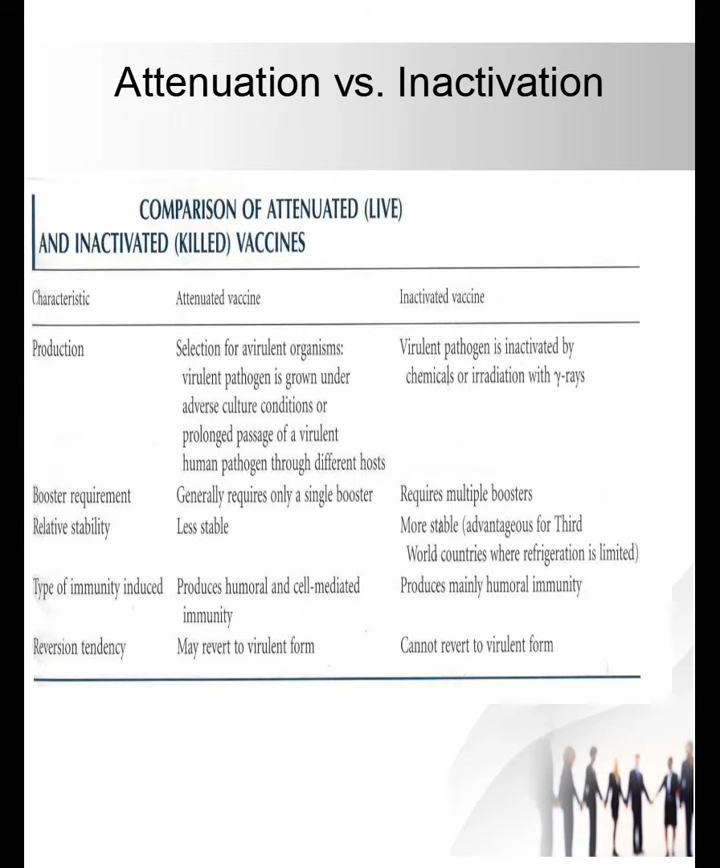 Attenuation vs. Inactivation
COMPARISON OF ATTENUATED (LIVE)
AND INACTIVATED (KILLED) VACCINES
Characteristic Attenuated vaccine Inactivated vaccine
Production Selection for avirulent organisms: Virulent pathogen is inactivated by
virulent pathogen is grown under chemicals or irradiation with γ-rays
adverse culture conditions or
prolonged passage of a virulent
human pathogen through different hosts
Booster requirement Generally requires only a single booster Requires multiple boosters
Relative stability Less stable More stable (advantageous for Third
World countries where refrigeration is limited)
Type of immunity induced Produces humoral and cell-mediated Produces mainly humoral immunity
immunity
Reversion tendency May revert to virulent form Cannot revert to virulent form